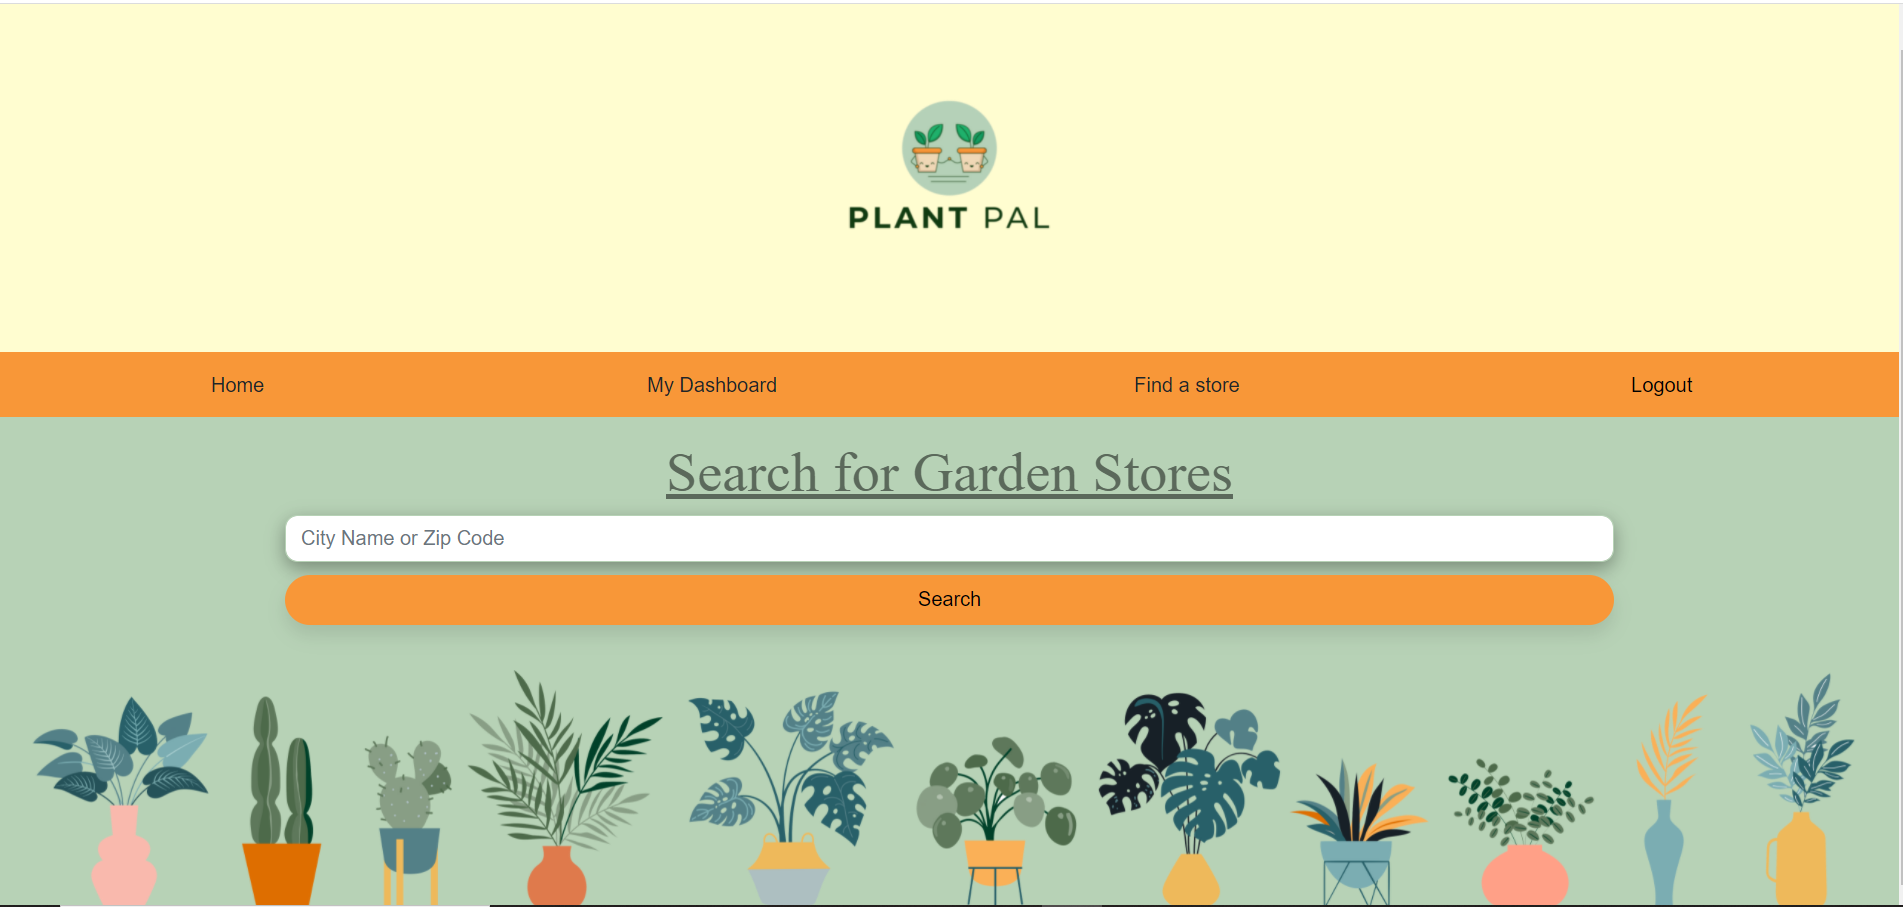 PLANT PAL
Home My Dashboard Find a store Logout
Search for Garden Stores
City Name or Zip Code
Search